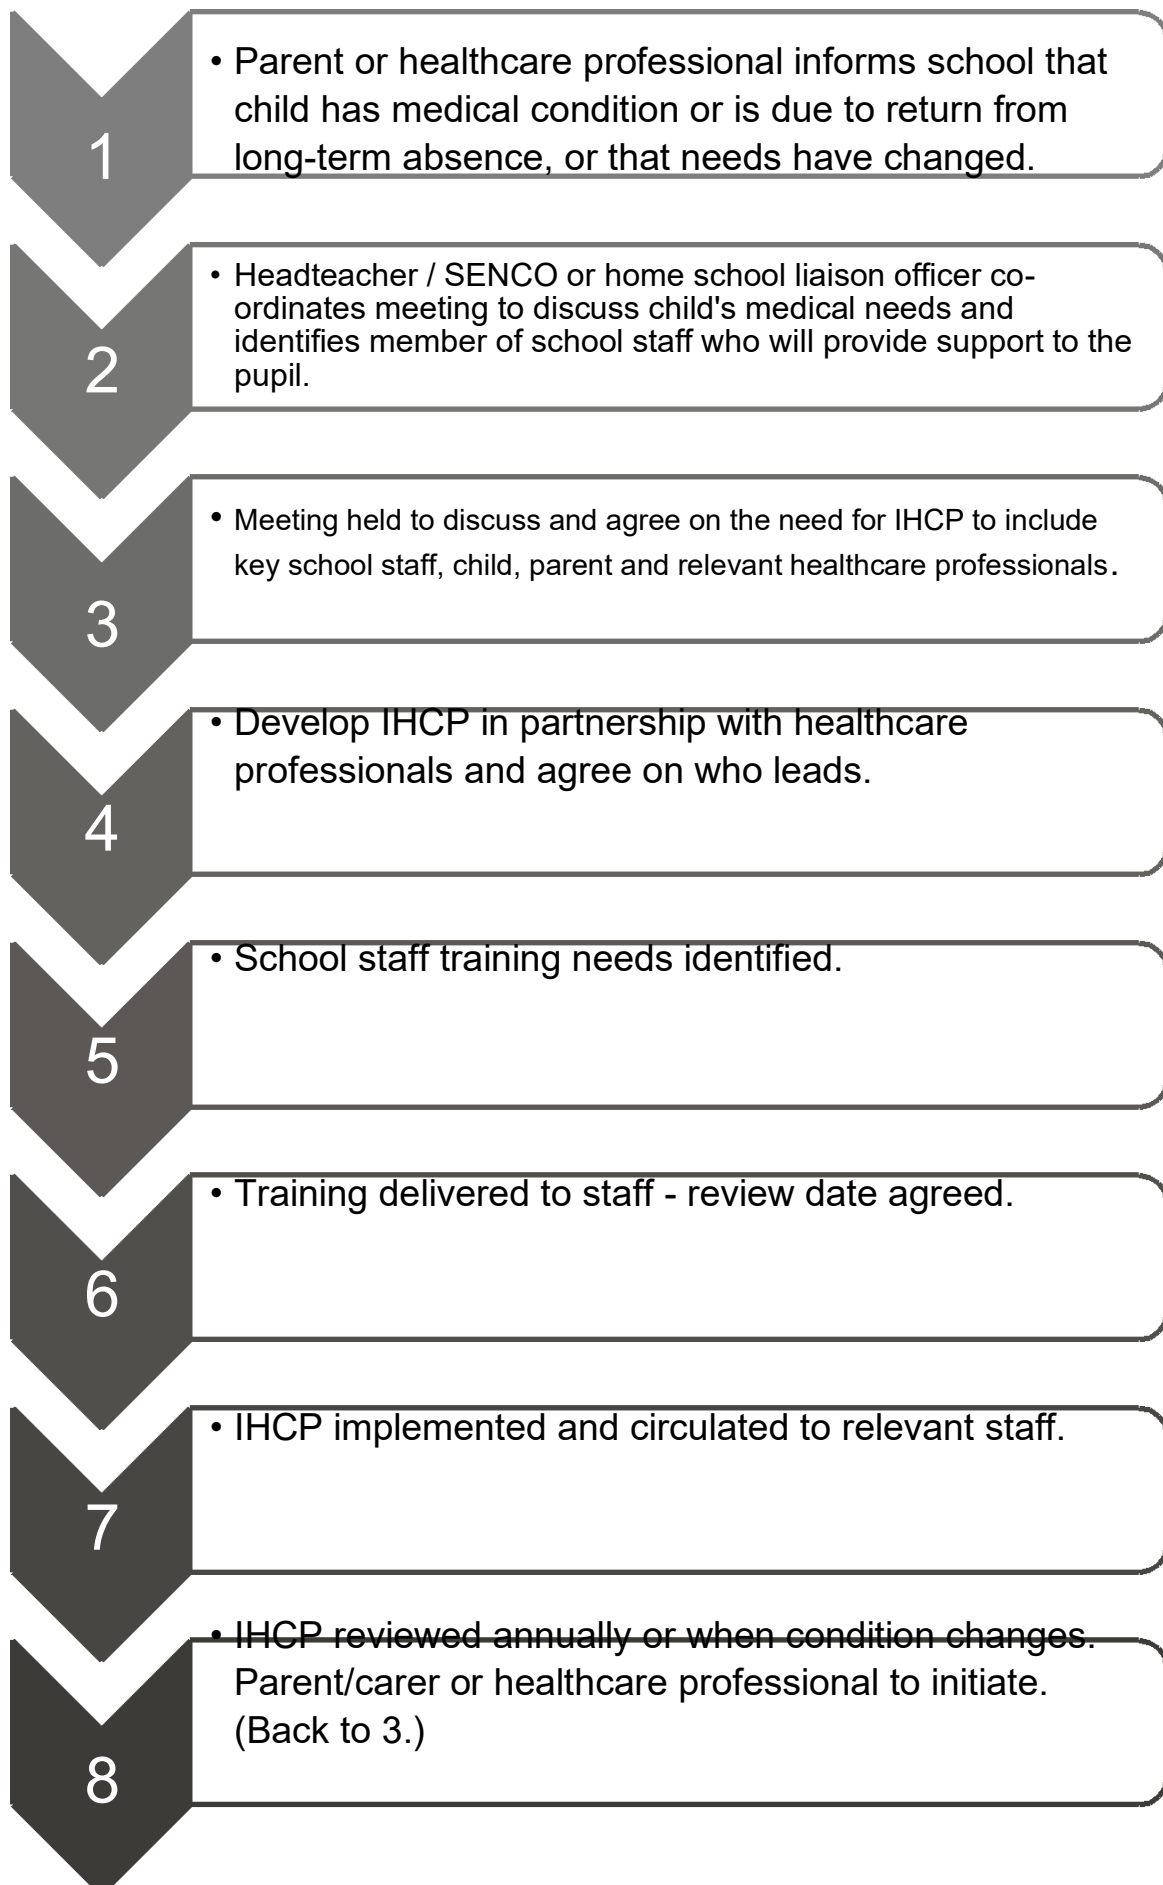 • Parent or healthcare professional informs school that
child has medical condition or is due to return from
long-term absence, or that needs have changed.
1
• Headteacher / SENCO or home school liaison officer co-
ordinates meeting to discuss child's medical needs and
identifies member of school staff who will provide support to the
pupil.
2
• Meeting held to discuss and agree on the need for IHCP to include
key school staff, child, parent and relevant healthcare professionals.
3
• Develop IHCP in partnership with healthcare
professionals and agree on who leads.
4
• School staff training needs identified.
5
• Training delivered to staff - review date agreed.
6
• IHCP implemented and circulated to relevant staff.
7
• IHCP reviewed annually or when condition changes.
Parent/carer or healthcare professional to initiate.
(Back to 3.)
8